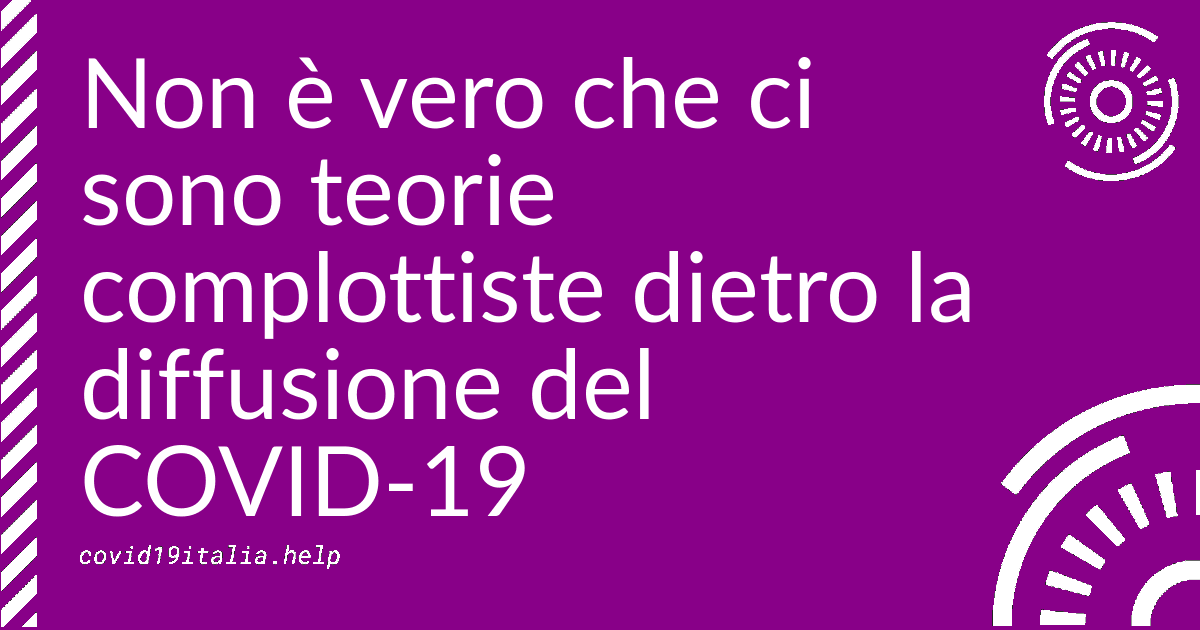 Non è vero che ci
sono teorie
complottiste dietro la
diffusione del
COVID-19
covid19italia.help